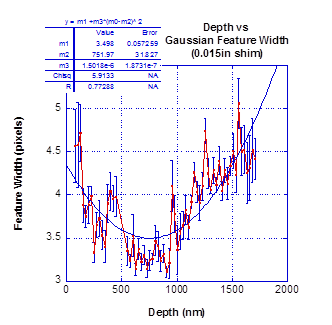 y = m1 +m3*(m0-m2)^ 2
Value Error
m1 3.498 0.057259
m2 751.97 31.827
m3 1.5018e-6 1.8731e-7
Chisq 5.9133 NA
R 0.77288 NA
Depth vs
Gaussian Feature Width
(0.015in shim)
Feature Width (pixels)
5
4.5
4
3.5
3
0 500 1000 1500 2000
Depth (nm)